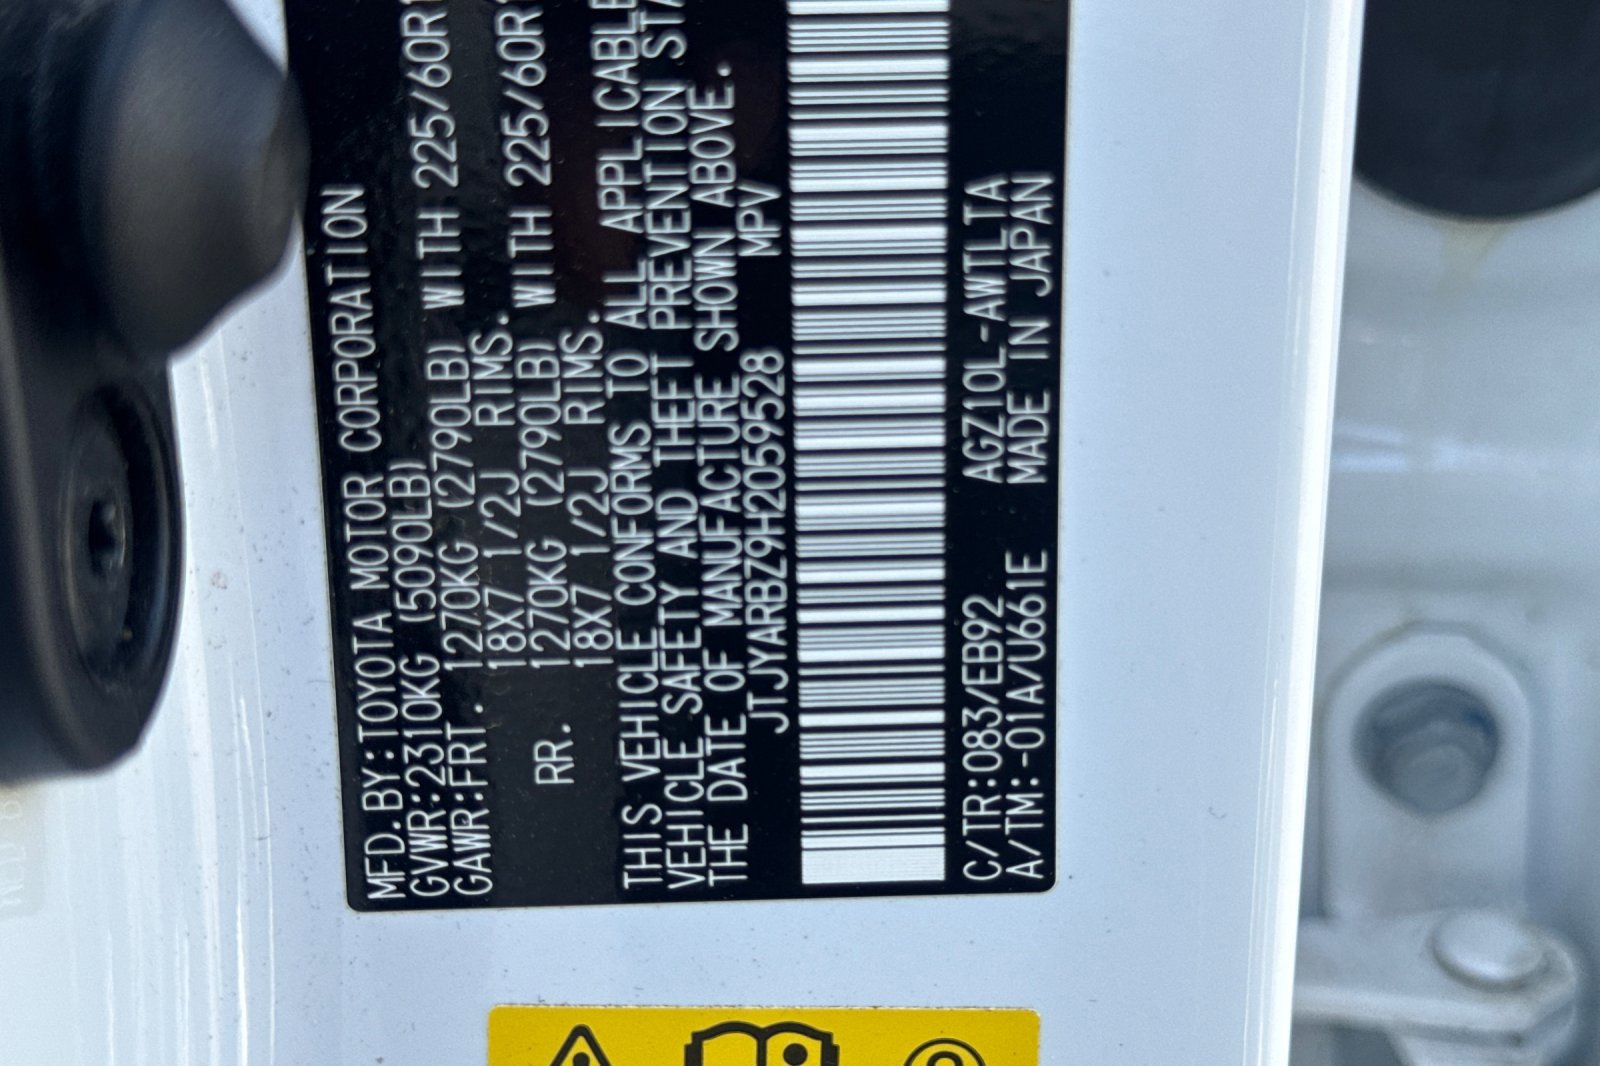 MFD.BY:TOYOTA MOTOR CORPORATION
GVWR:2310KG (5090LB)
GAWR:FRT. 1270KG (2790LB) WITH 225/60R
18X7 1/2J RIMS.
RR. 1270KG (2790LB) WITH 225/60R
18X7 1/2J RIMS.
THIS VEHICLE CONFORMS TO ALL APPLICABLE
VEHICLE SAFETY AND THEFT PREVENTION STA
THE DATE OF MANUFACTURE SHOWN ABOVE.
JTJYARBZ9H2059528 MPV
C/TR:083/EB92 AGZ10L-AWTLTA
A/TM:-01A/U661E MADE IN JAPAN